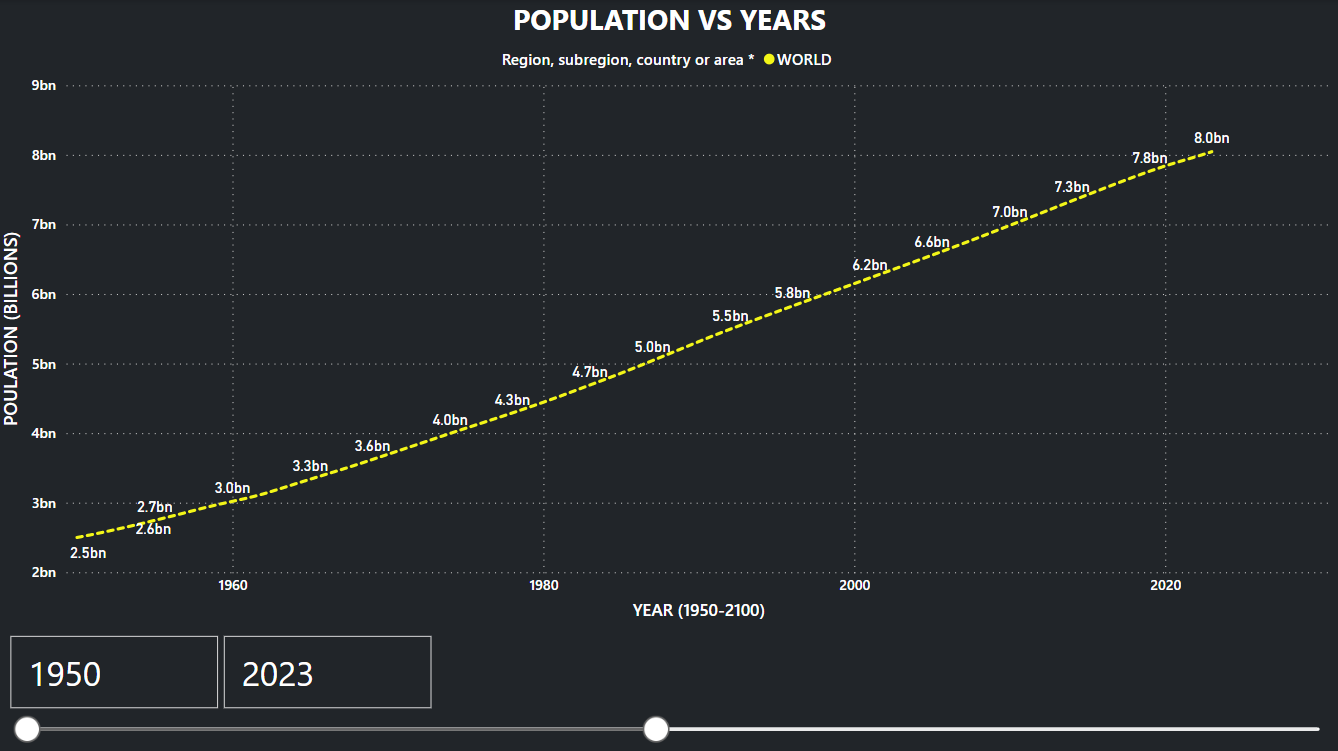 POPULATION VS YEARS
Region, subregion, country or area * WORLD
9bn
8bn
7bn
6bn
5bn
4bn
3bn
2bn
POULATION (BILLIONS)
2.5bn
2.6bn
2.7bn
3.0bn
3.3bn
3.6bn
4.0bn
4.3bn
4.7bn
5.0bn
5.5bn
5.8bn
6.2bn
6.6bn
7.0bn
7.3bn
7.8bn
8.0bn
1960 1980 2000 2020
YEAR (1950-2100)
1950 2023